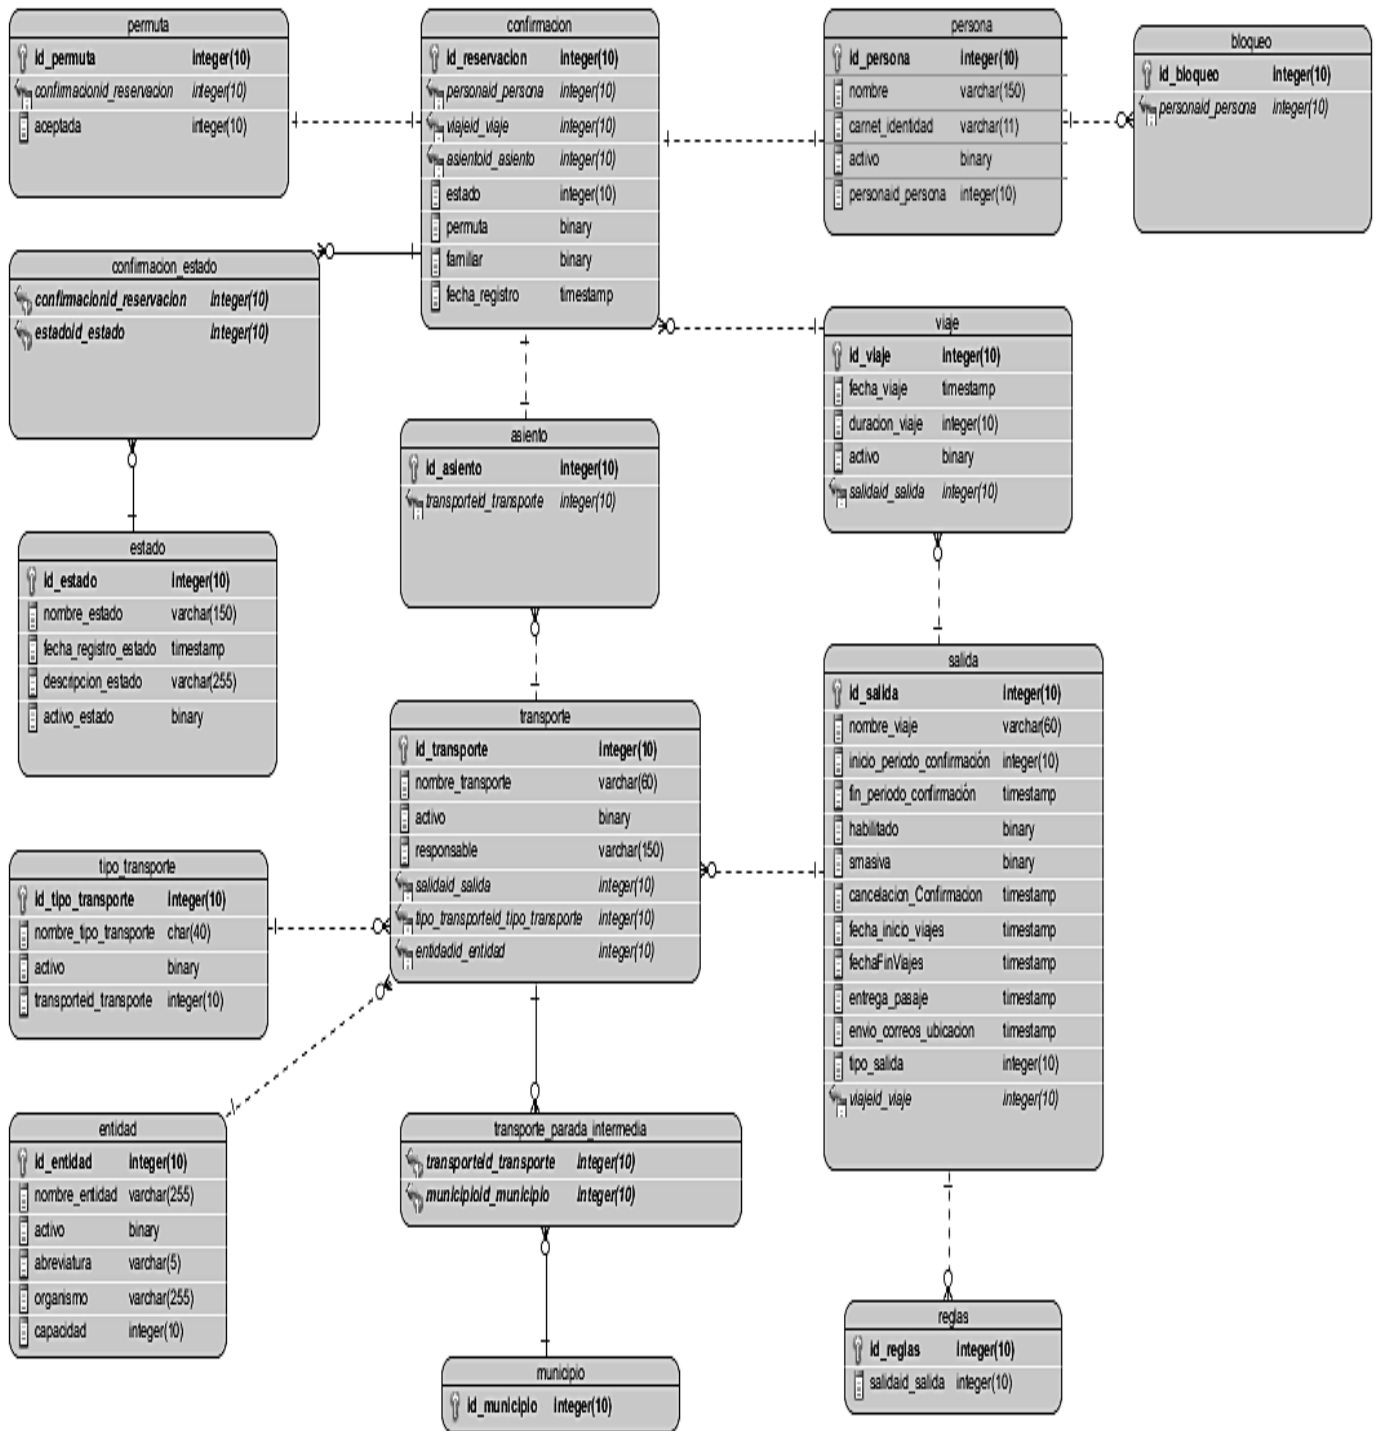 permuta
id_permuta integer(10)
confirmacionid_reservacion integer(10)
aceptada integer(10)
confirmacion
id_reservacion integer(10)
personaid_persona integer(10)
viajeid_viaje integer(10)
asientoid_asiento integer(10)
estado integer(10)
permuta binary
familiar binary
fecha_registro timestamp
persona
id_persona integer(10)
nombre varchar(150)
carnet_identidad varchar(11)
activo binary
personaid_persona integer(10)
bloqueo
id_bloqueo integer(10)
personaid_persona integer(10)
confirmacion_estado
confirmacionid_reservacion integer(10)
estadoid_estado integer(10)
viaje
id_viaje integer(10)
fecha_viaje timestamp
duracion_viaje integer(10)
activo binary
salidaid_salida integer(10)
asiento
id_asiento integer(10)
transporteid_transporte integer(10)
estado
id_estado integer(10)
nombre_estado varchar(150)
fecha_registro_estado timestamp
descripcion_estado varchar(255)
activo_estado binary
salida
id_salida integer(10)
nombre_viaje varchar(60)
inicio_periodo_confirmación integer(10)
fin_periodo_confirmación timestamp
habilitado binary
smasiva binary
cancelacion_Confirmacion timestamp
fecha_inicio_viajes timestamp
fechaFinViajes timestamp
entrega_pasaje timestamp
envio_correos_ubicacion timestamp
tipo_salida integer(10)
viajeid_viaje integer(10)
transporte
id_transporte integer(10)
nombre_transporte varchar(60)
activo binary
responsable varchar(150)
salidaid_salida integer(10)
tipo_transporteid_tipo_transporte integer(10)
entidadid_entidad integer(10)
tipo_transporte
id_tipo_transporte integer(10)
nombre_tipo_transporte char(40)
activo binary
transporteid_transporte integer(10)
entidad
id_entidad integer(10)
nombre_entidad varchar(255)
activo binary
abreviatura varchar(5)
organismo varchar(255)
capacidad integer(10)
transporte_parada_intermedia
transporteid_transporte integer(10)
municipioid_municipio integer(10)
reglas
id_reglas integer(10)
salidaid_salida integer(10)
municipio
id_municipio integer(10)